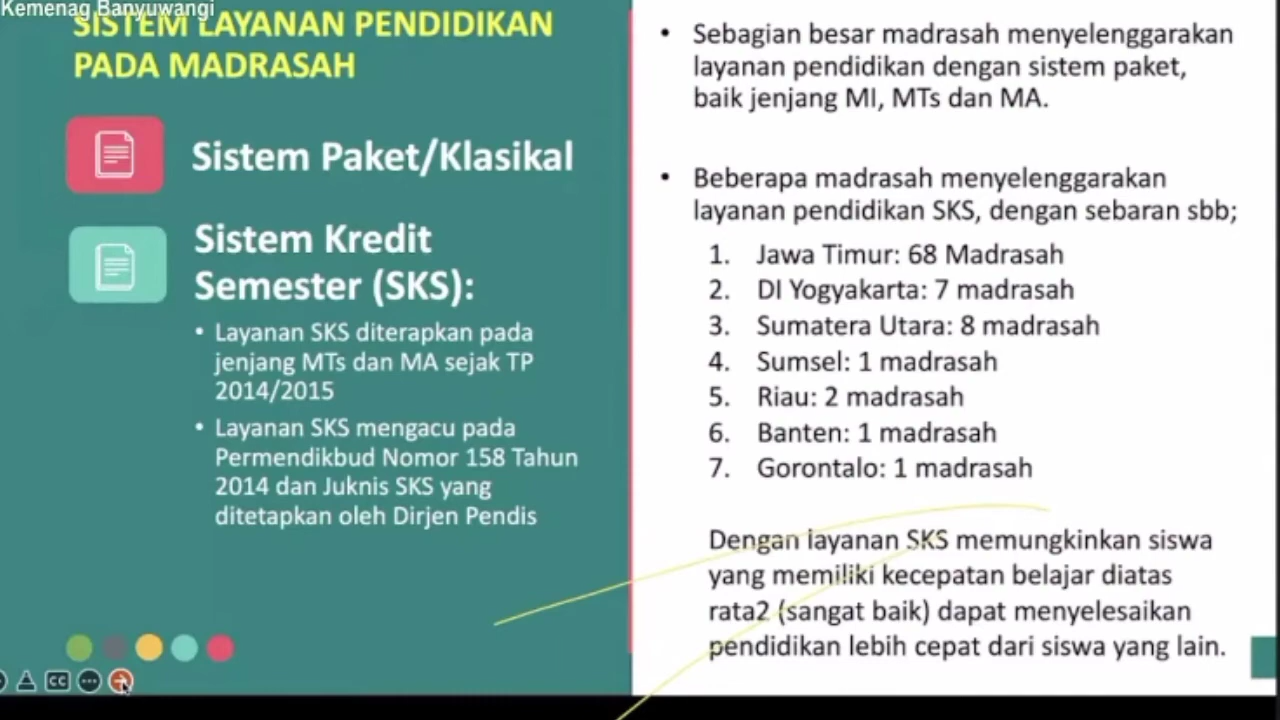 Kemenag Banyuwangi
SISTEM LAYANAN PENDIDIKAN
PADA MADRASAH
Sistem Paket/Klasikal
Sistem Kredit
Semester (SKS):
• Layanan SKS diterapkan pada
jenjang MTs dan MA sejak TP
2014/2015
• Layanan SKS mengacu pada
Permendikbud Nomor 158 Tahun
2014 dan Juknis SKS yang
ditetapkan oleh Dirjen Pendis
CC
• Sebagian besar madrasah menyelenggarakan
layanan pendidikan dengan sistem paket,
baik jenjang MI, MTs dan MA.
• Beberapa madrasah menyelenggarakan
layanan pendidikan SKS, dengan sebaran sbb;
1. Jawa Timur: 68 Madrasah
2. DI Yogyakarta: 7 madrasah
3. Sumatera Utara: 8 madrasah
4. Sumsel: 1 madrasah
5. Riau: 2 madrasah
6. Banten: 1 madrasah
7. Gorontalo: 1 madrasah
Dengan layanan SKS memungkinkan siswa
yang memiliki kecepatan belajar diatas
rata2 (sangat baik) dapat menyelesaikan
pendidikan lebih cepat dari siswa yang lain.